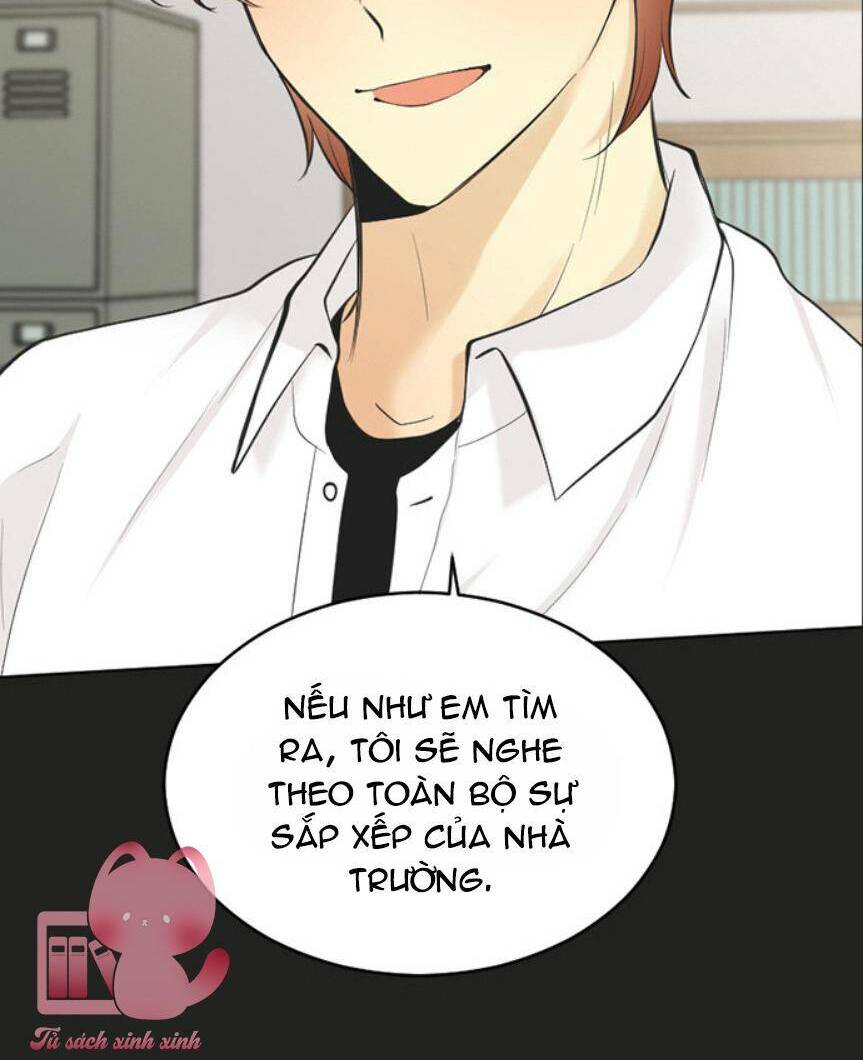 NẾU NHƯ EM TÌM
RA, TÔI SẼ NGHE
THEO TOÀN BỘ SỰ
SẮP XẾP CỦA NHÀ
TRƯỜNG.
Tủ sách xinh xinh